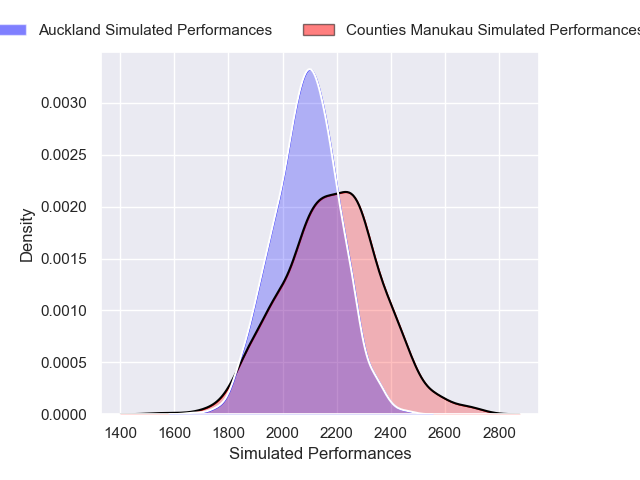 Auckland Simulated Performances
Counties Manukau Simulated Performances
0.0030
0.0025
0.0020
0.0015
0.0010
0.0005
0.0000
Density
1400 1600 1800 2000 2200 2400 2600 2800
Simulated Performances